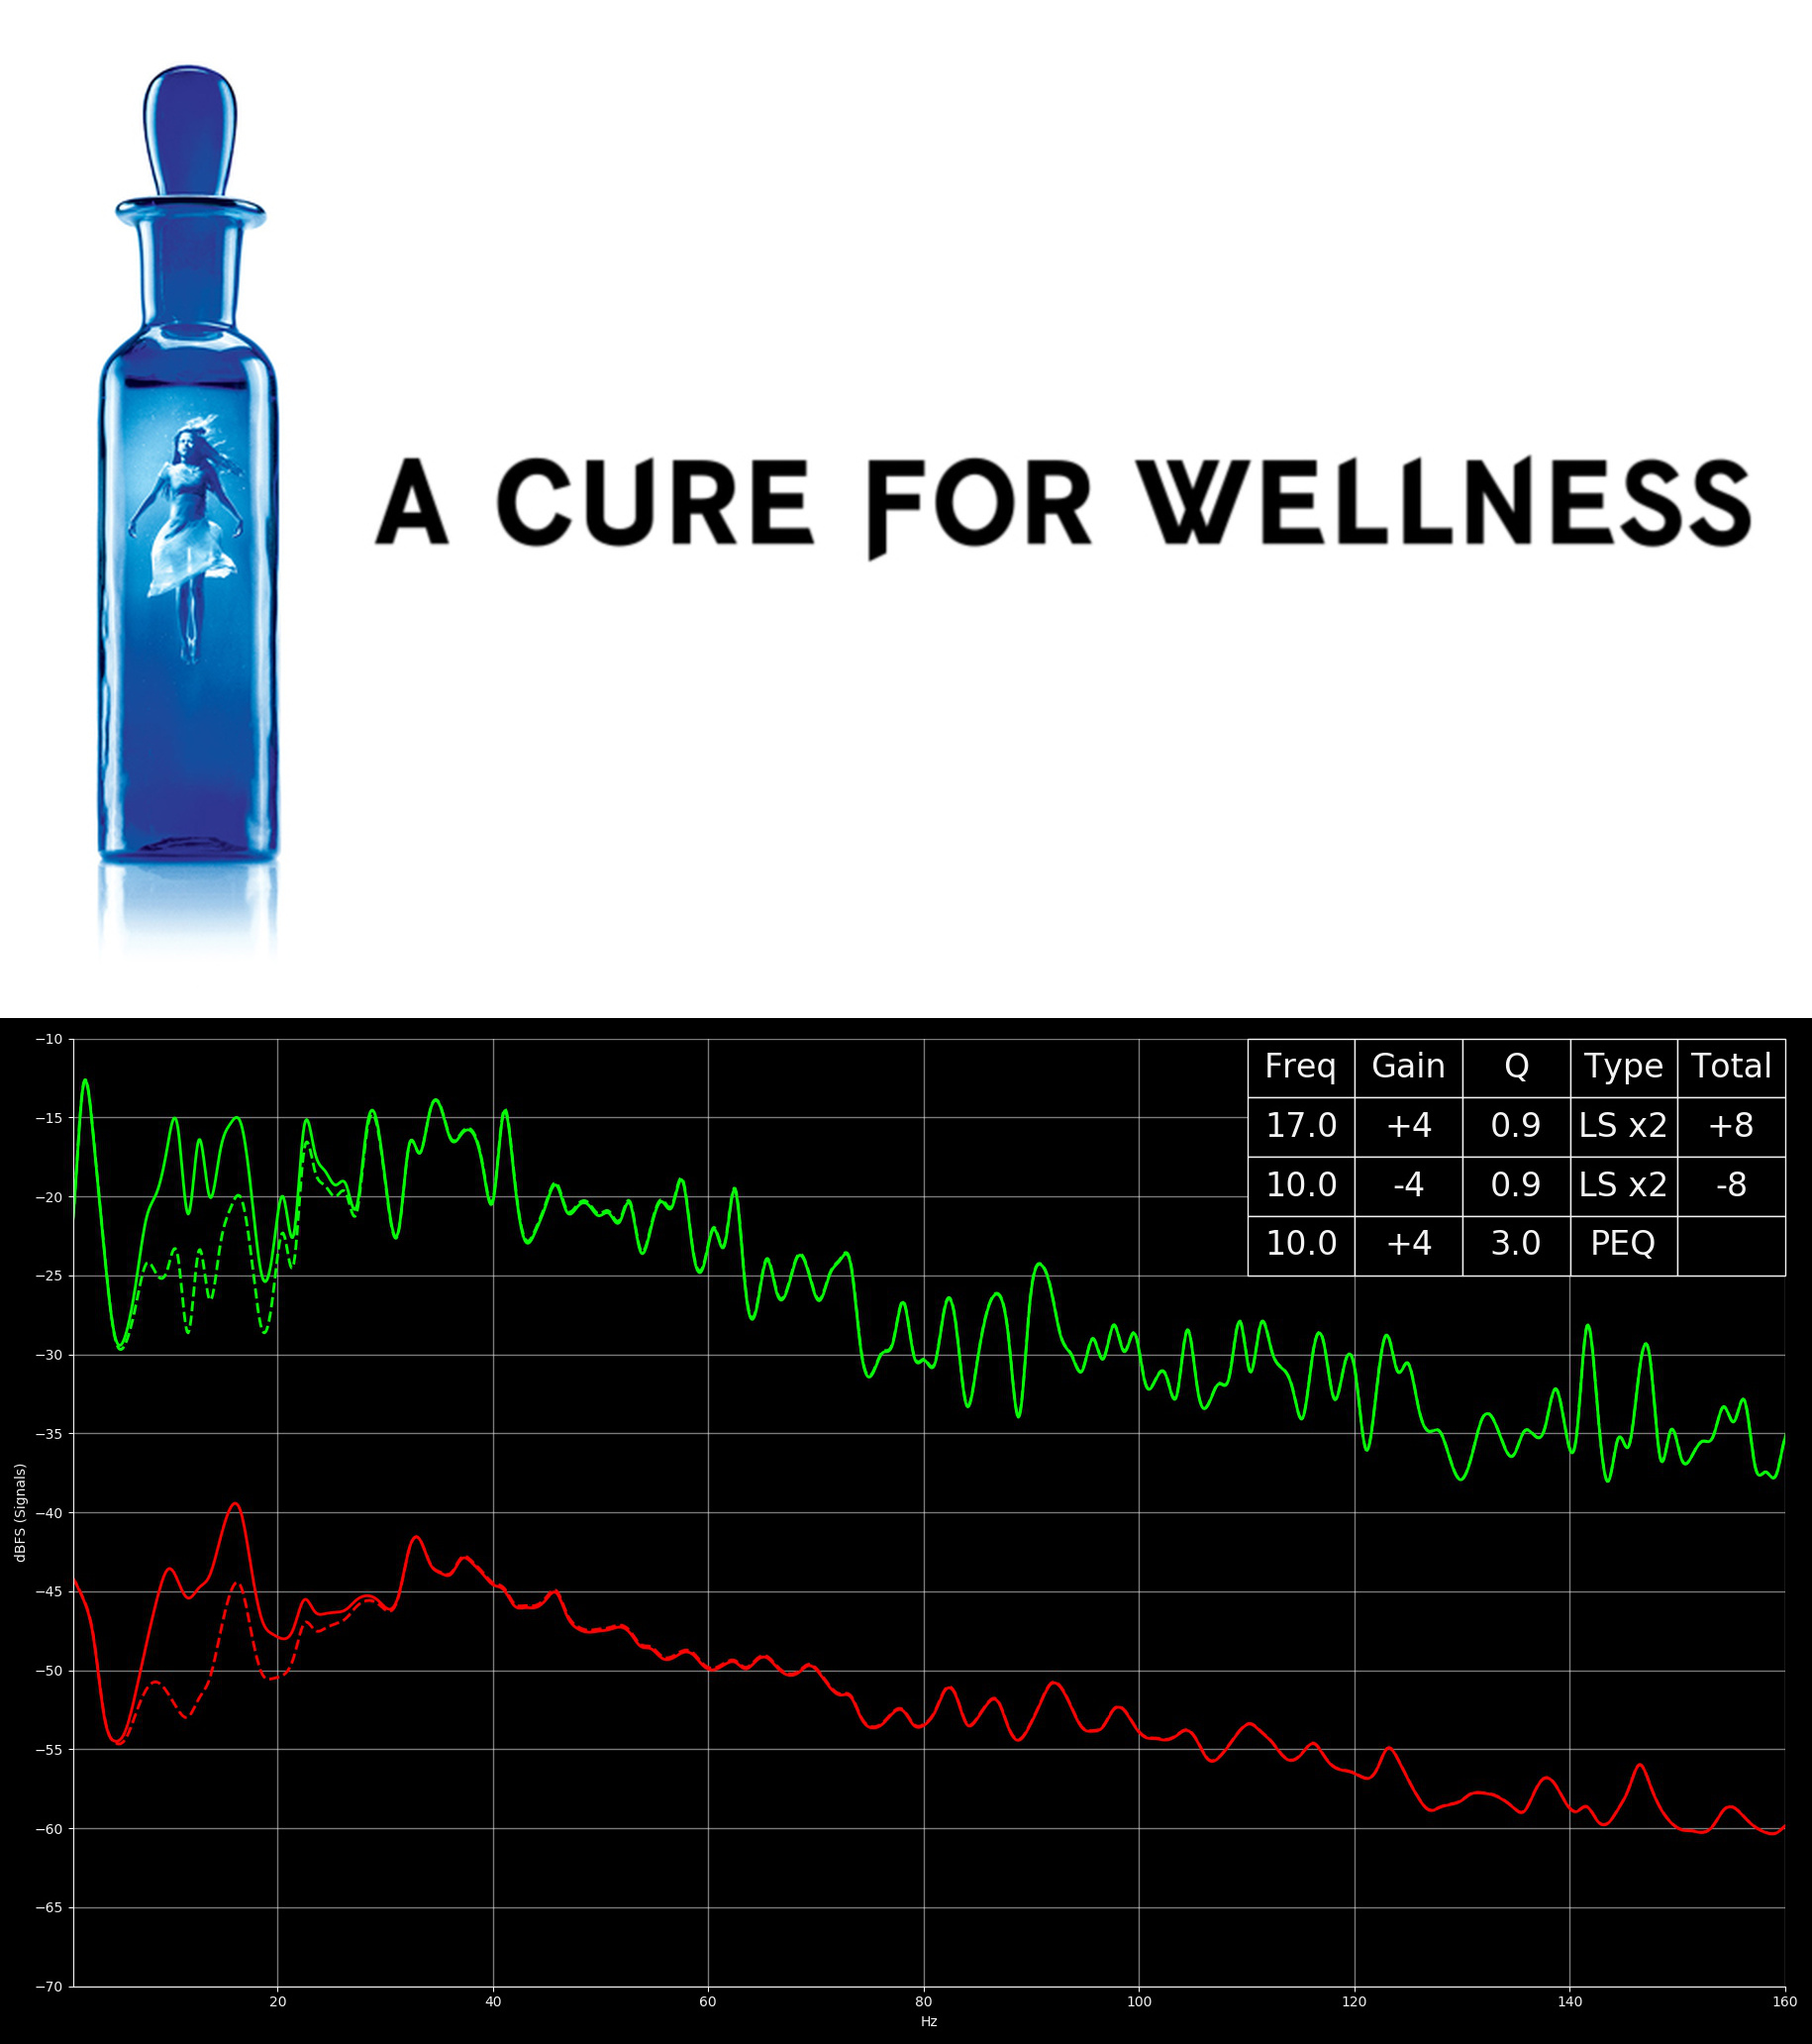 A CURE FOR WELLNESS
Freq Gain Q Type Total
17.0 +4 0.9 LS x2 +8
10.0 -4 0.9 LS x2 -8
10.0 +4 3.0 PEQ
−10
−15
−20
−25
−30
−35
−40
−45
−50
−55
−60
−65
−70
dBFS (Signals)
20 40 60 80 100 120 140 160
Hz